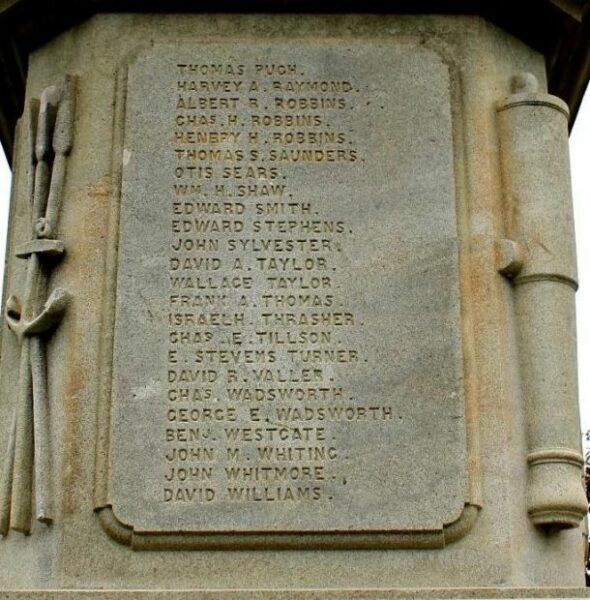 THOMAS PUGH.
HARVEY A. RAYMOND.
ALBERT R. ROBBINS.
CHAS. H. ROBBINS.
HENRY H. ROBBINS.
THOMAS S. SAUNDERS.
OTIS SEARS.
WM. H. SHAW.
EDWARD SMITH.
EDWARD STEPHENS.
JOHN SYLVESTER.
DAVID A. TAYLOR.
WALLACE TAYLOR.
FRANK A. THOMAS.
ISRAEL H. THRASHER.
CHAS. E. TILLSON.
E. STEVENS TURNER.
DAVID R. VALLER.
CHAS. WADSWORTH.
GEORGE E. WADSWORTH.
BENJ. WESTGATE.
JOHN M. WHITING.
JOHN WHITMORE.
DAVID WILLIAMS.